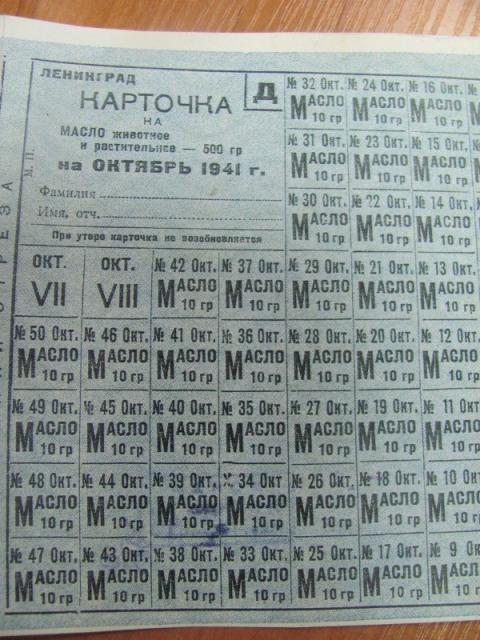 ЛЕНИНГРАД
Д
КАРТОЧКА
НА
МАСЛО животное
и растительное — 500 гр
на ОКТЯБРЬ 1941 г.
М. П.
Фамилия
Имя, отч.
При утере карточка не возобновляется
№ 32 Окт. № 24 Окт. № 16 Окт.
МАСЛО МАСЛО МАСЛО
10 гр 10 гр 10 гр
№ 31 Окт. № 23 Окт. № 15 Окт.
МАСЛО МАСЛО МАСЛО
10 гр 10 гр 10 гр
№ 30 Окт. № 22 Окт. № 14 Окт.
МАСЛО МАСЛО МАСЛО
10 гр 10 гр 10 гр
ОКТ. ОКТ. № 42 Окт. № 37 Окт. № 29 Окт. № 21 Окт. № 13 Окт.
VII VIII МАСЛО МАСЛО МАСЛО МАСЛО МАСЛО
10 гр 10 гр 10 гр 10 гр 10 гр
№ 50 Окт. № 46 Окт. № 41 Окт. № 36 Окт. № 28 Окт. № 20 Окт. № 12 Окт.
МАСЛО МАСЛО МАСЛО МАСЛО МАСЛО МАСЛО МАСЛО
10 гр 10 гр 10 гр 10 гр 10 гр 10 гр 10 гр
№ 49 Окт. № 45 Окт. № 40 Окт. № 35 Окт. № 27 Окт. № 19 Окт. № 11 Окт.
МАСЛО МАСЛО МАСЛО МАСЛО МАСЛО МАСЛО МАСЛО
10 гр 10 гр 10 гр 10 гр 10 гр 10 гр 10 гр
№ 48 Окт. № 44 Окт. № 39 Окт. 34 Окт № 26 Окт. № 18 Окт. № 10 Окт.
МАСЛО МАСЛО МАСЛО МАСЛО МАСЛО МАСЛО МАСЛО
10 гр 10 гр 10 гр 10 гр 10 гр 10 гр 10 гр
№ 47 Окт. № 43 Окт. № 38 Окт. № 33 Окт. № 25 Окт. № 17 Окт. № 9 Окт
МАСЛО МАСЛО МАСЛО МАСЛО МАСЛО МАСЛО МАСЛО
10 гр 10 гр 10 гр 10 гр 10 гр 10 гр 10 гр